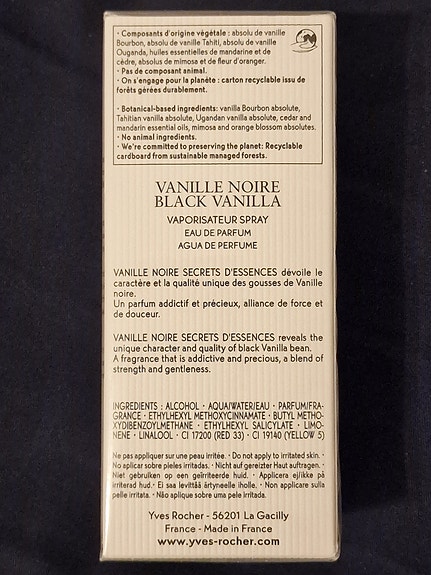 • Composants d'origine végétale : absolu de vanille
Bourbon, absolu de vanille Tahiti, absolu de vanille
Ouganda, huiles essentielles de mandarine et de
cèdre, absolus de mimosa et de fleur d'oranger.
• Pas de composant animal.
• On s'engage pour la planète : carton recyclable issu de
forêts gérées durablement.
• Botanical-based ingredients: vanilla Bourbon absolute,
Tahitian vanilla absolute, Ugandan vanilla absolute, cedar and
mandarin essential oils, mimosa and orange blossom absolutes.
• No animal ingredients.
• We're committed to preserving the planet: Recyclable
cardboard from sustainable managed forests.
VANILLE NOIRE
BLACK VANILLA
VAPORISATEUR SPRAY
EAU DE PARFUM
AGUA DE PERFUME
VANILLE NOIRE SECRETS D'ESSENCES dévoile le
caractère et la qualité unique des gousses de Vanille
noire.
Un parfum addictif et précieux, alliance de force et
de douceur.
VANILLE NOIRE SECRETS D'ESSENCES reveals the
unique character and quality of black Vanilla bean.
A fragrance that is addictive and precious, a blend of
strength and gentleness.
INGREDIENTS : ALCOHOL • AQUA/WATER/EAU • PARFUM/FRA-
GRANCE • ETHYLHEXYL METHOXYCINNAMATE • BUTYL METHO-
XYDIBENZOYLMETHANE • ETHYLHEXYL SALICYLATE • LIMO-
NENE • LINALOOL • CI 17200 (RED 33) • CI 19140 (YELLOW 5)
Ne pas appliquer sur une peau irritée. • Do not apply to irritated skin. •
No aplicar sobre pieles irritadas. • Nicht auf gereizter Haut auftragen. •
Niet gebruiken op een geïrriteerde huid. • Applicera ej/ikke på
irriterad hud. • Ei saa levittää ärtyneelle iholle. • Non applicare sulla
pelle irritata. • Não aplique sobre uma pele irritada.
Yves Rocher - 56201 La Gacilly
France - Made in France
www.yves-rocher.com